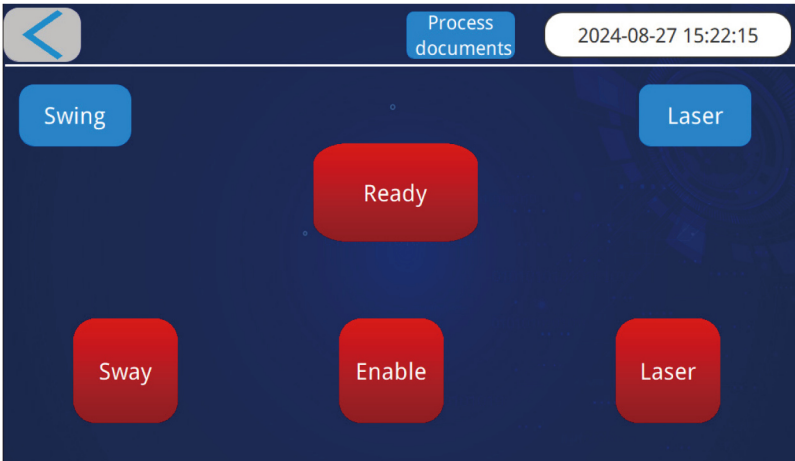 Process
documents
2024-08-27 15:22:15
Swing
Laser
Ready
Sway
Enable
Laser